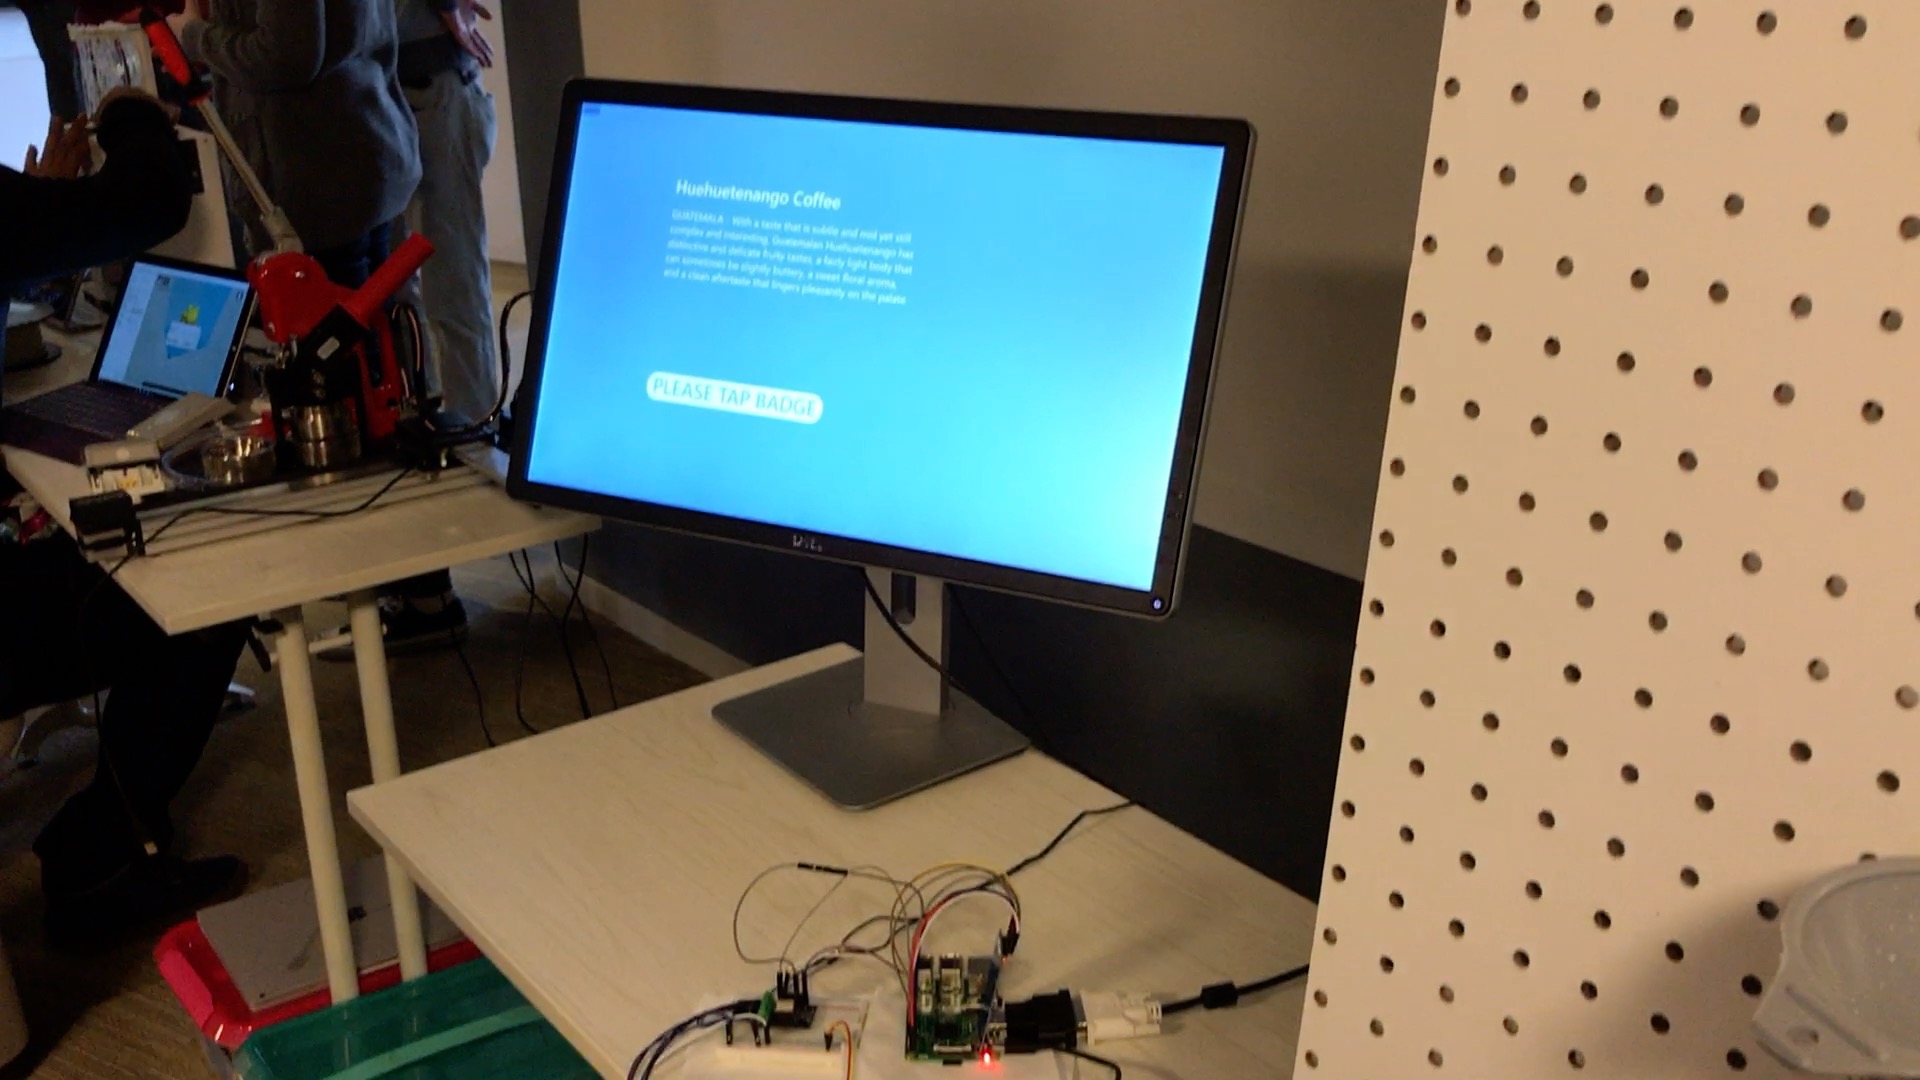 Huehuetenango Coffee
GUATEMALA - With a taste that is subtle and mid yet still
complex and interesting, Guatemalan Huehuetenango has
distinctive and delicate fruity tastes, a fairly light body that
can sometimes be slightly buttery, a sweet floral aroma,
and a clean aftertaste that lingers pleasantly on the palate
PLEASE TAP BADGE
DELL